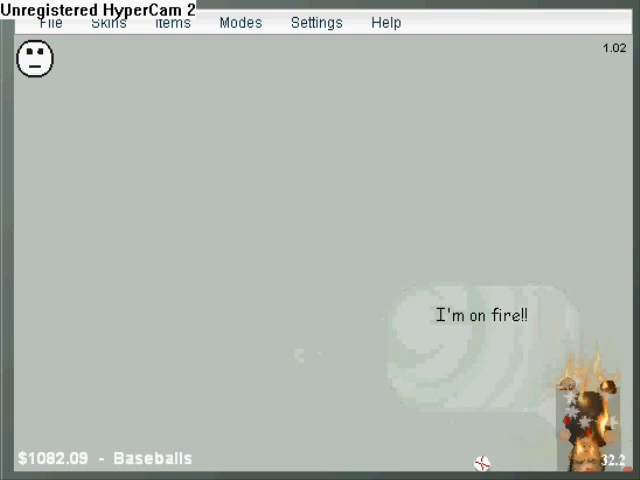 Unregistered HyperCam 2
File Skins Items Modes Settings Help
1.02
I'm on fire!!
$1082.09 - Baseballs
32.2